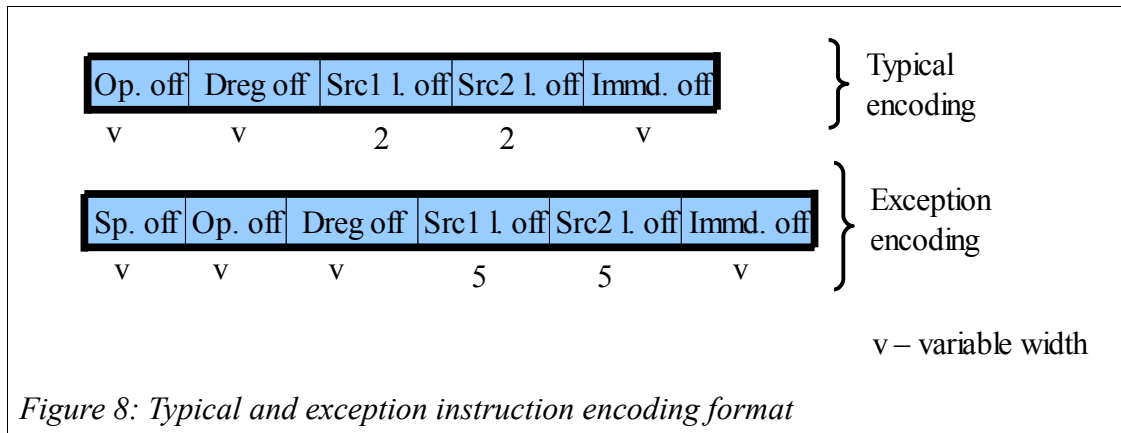 Op. off Dreg off Src1 l. off Src2 l. off Immd. off
v v 2 2 v
Typical
encoding
Sp. off Op. off Dreg off Src1 l. off Src2 l. off Immd. off
v v v 5 5 v
Exception
encoding
v – variable width
Figure 8: Typical and exception instruction encoding format